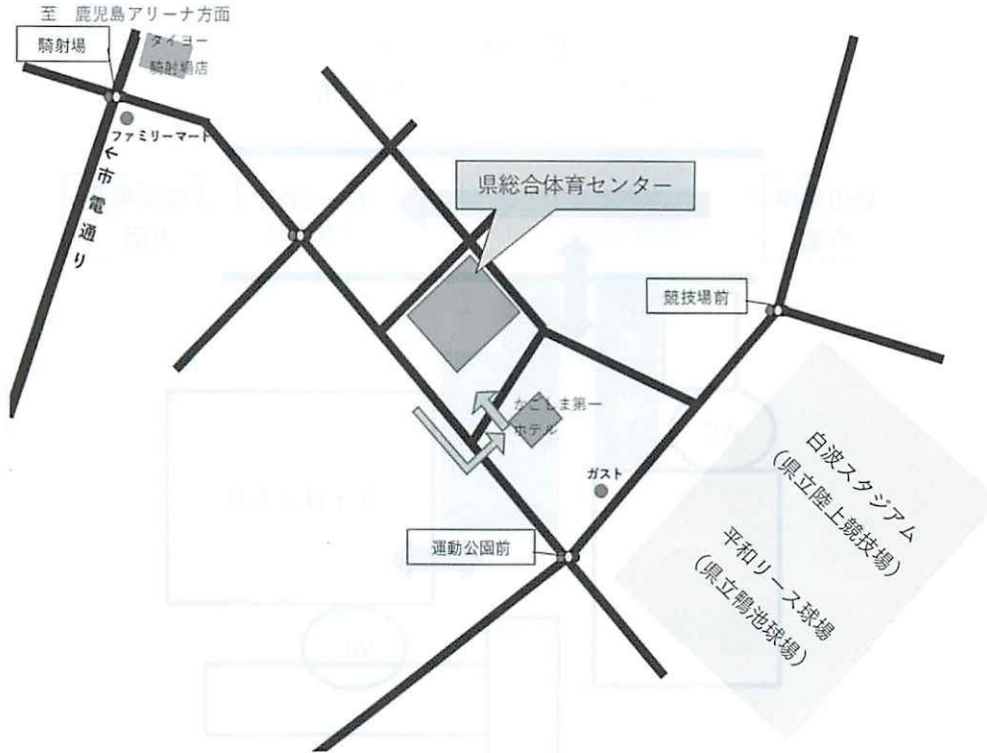 至 鹿児島アリーナ方面
騎射場
タイヨー
騎射場店
ファミリーマート
←市電通り
県総合体育センター
競技場前
かごしま第一
ホテル
ガスト
運動公園前
白波スタジアム
(県立陸上競技場)
平和リース球場
(県立鴨池球場)